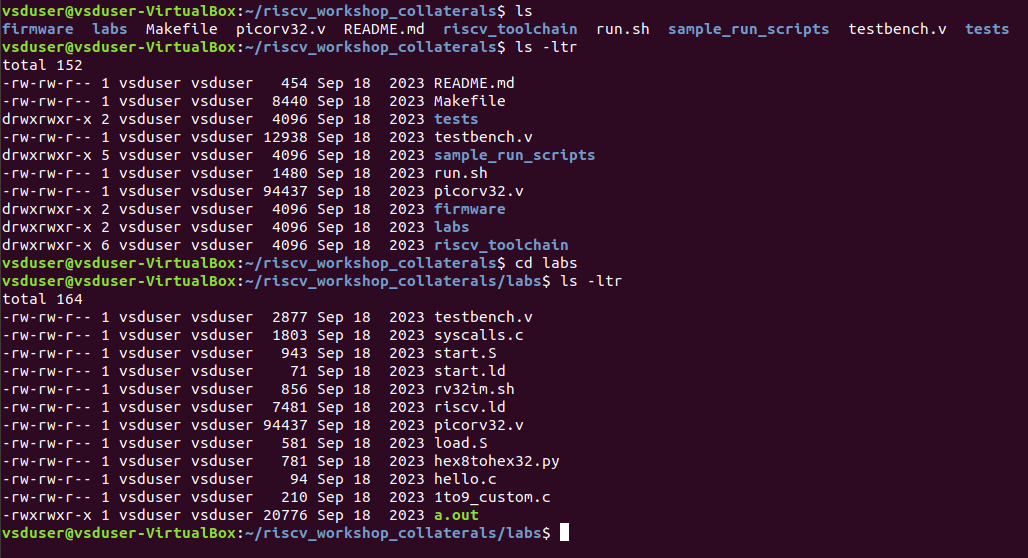 vsduser@vsduser-VirtualBox:~/riscv_workshop_collaterals$ ls
firmware  labs  Makefile  picorv32.v  README.md  riscv_toolchain  run.sh  sample_run_scripts  testbench.v  tests
vsduser@vsduser-VirtualBox:~/riscv_workshop_collaterals$ ls -ltr
total 152
-rw-rw-r-- 1 vsduser vsduser   454 Sep 18  2023 README.md
-rw-rw-r-- 1 vsduser vsduser  8440 Sep 18  2023 Makefile
drwxrwxr-x 2 vsduser vsduser  4096 Sep 18  2023 tests
-rw-rw-r-- 1 vsduser vsduser 12938 Sep 18  2023 testbench.v
drwxrwxr-x 5 vsduser vsduser  4096 Sep 18  2023 sample_run_scripts
-rw-rw-r-- 1 vsduser vsduser  1480 Sep 18  2023 run.sh
-rw-rw-r-- 1 vsduser vsduser 94437 Sep 18  2023 picorv32.v
drwxrwxr-x 2 vsduser vsduser  4096 Sep 18  2023 firmware
drwxrwxr-x 2 vsduser vsduser  4096 Sep 18  2023 labs
drwxrwxr-x 6 vsduser vsduser  4096 Sep 18  2023 riscv_toolchain
vsduser@vsduser-VirtualBox:~/riscv_workshop_collaterals$ cd labs
vsduser@vsduser-VirtualBox:~/riscv_workshop_collaterals/labs$ ls -ltr
total 164
-rw-rw-r-- 1 vsduser vsduser  2877 Sep 18  2023 testbench.v
-rw-rw-r-- 1 vsduser vsduser  1803 Sep 18  2023 syscalls.c
-rw-rw-r-- 1 vsduser vsduser   943 Sep 18  2023 start.S
-rw-rw-r-- 1 vsduser vsduser    71 Sep 18  2023 start.ld
-rw-rw-r-- 1 vsduser vsduser   856 Sep 18  2023 rv32im.sh
-rw-rw-r-- 1 vsduser vsduser  7481 Sep 18  2023 riscv.ld
-rw-rw-r-- 1 vsduser vsduser 94437 Sep 18  2023 picorv32.v
-rw-rw-r-- 1 vsduser vsduser   581 Sep 18  2023 load.S
-rw-rw-r-- 1 vsduser vsduser   781 Sep 18  2023 hex8tohex32.py
-rw-rw-r-- 1 vsduser vsduser    94 Sep 18  2023 hello.c
-rw-rw-r-- 1 vsduser vsduser   210 Sep 18  2023 1to9_custom.c
-rwxrwxr-x 1 vsduser vsduser 20776 Sep 18  2023 a.out
vsduser@vsduser-VirtualBox:~/riscv_workshop_collaterals/labs$